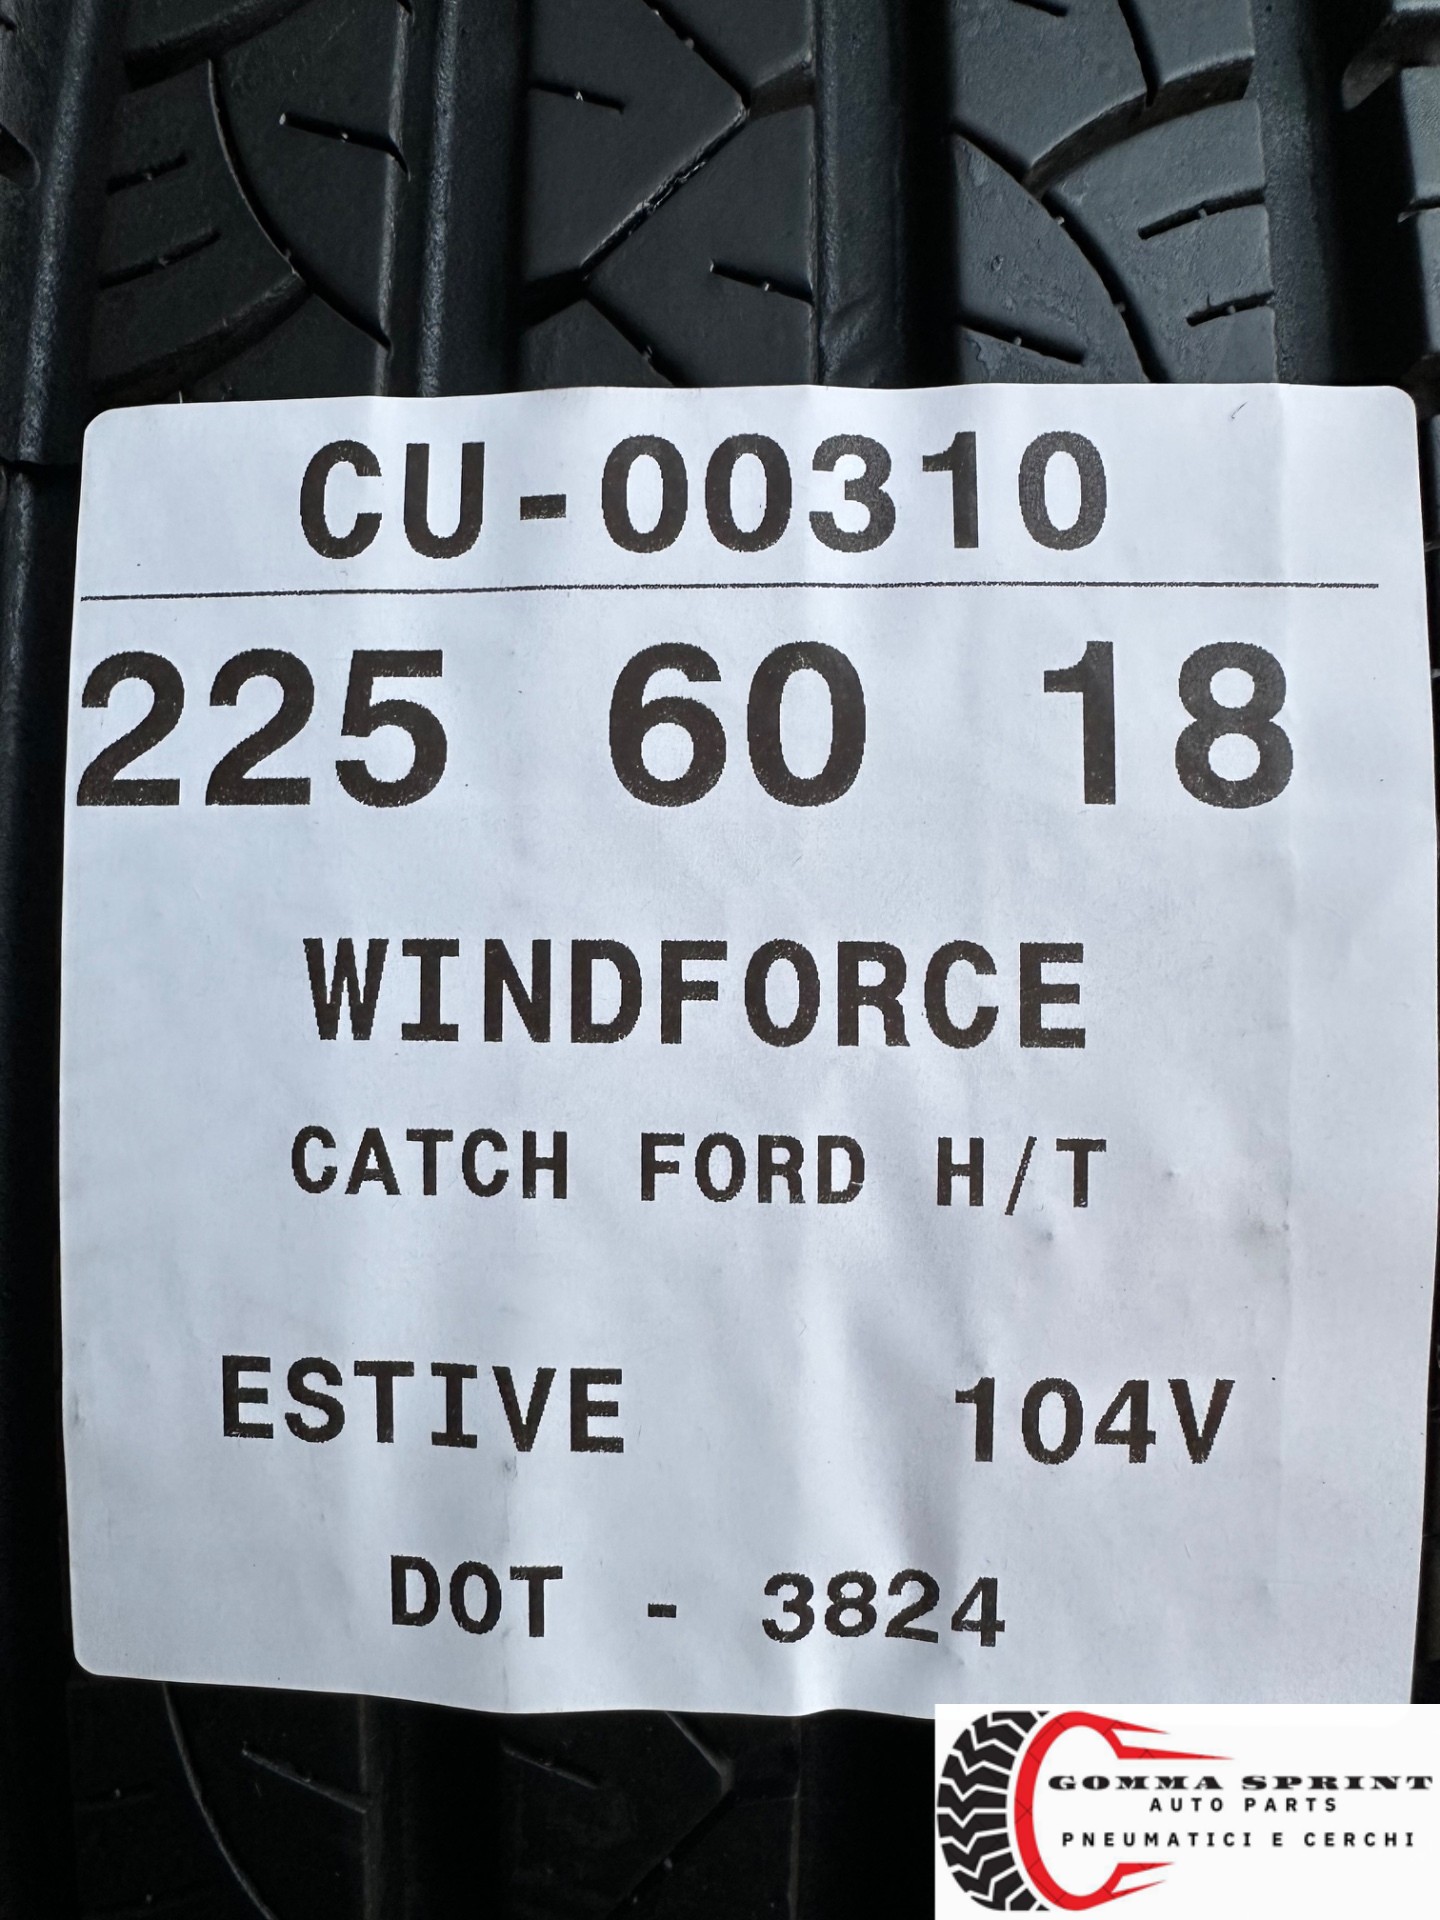 CU-00310
225 60 18
WINDFORCE
CATCH FORD H/T
ESTIVE 104V
DOT - 3824
GOMMA SPRINT
AUTO PARTS
PNEUMATICI E CERCHI